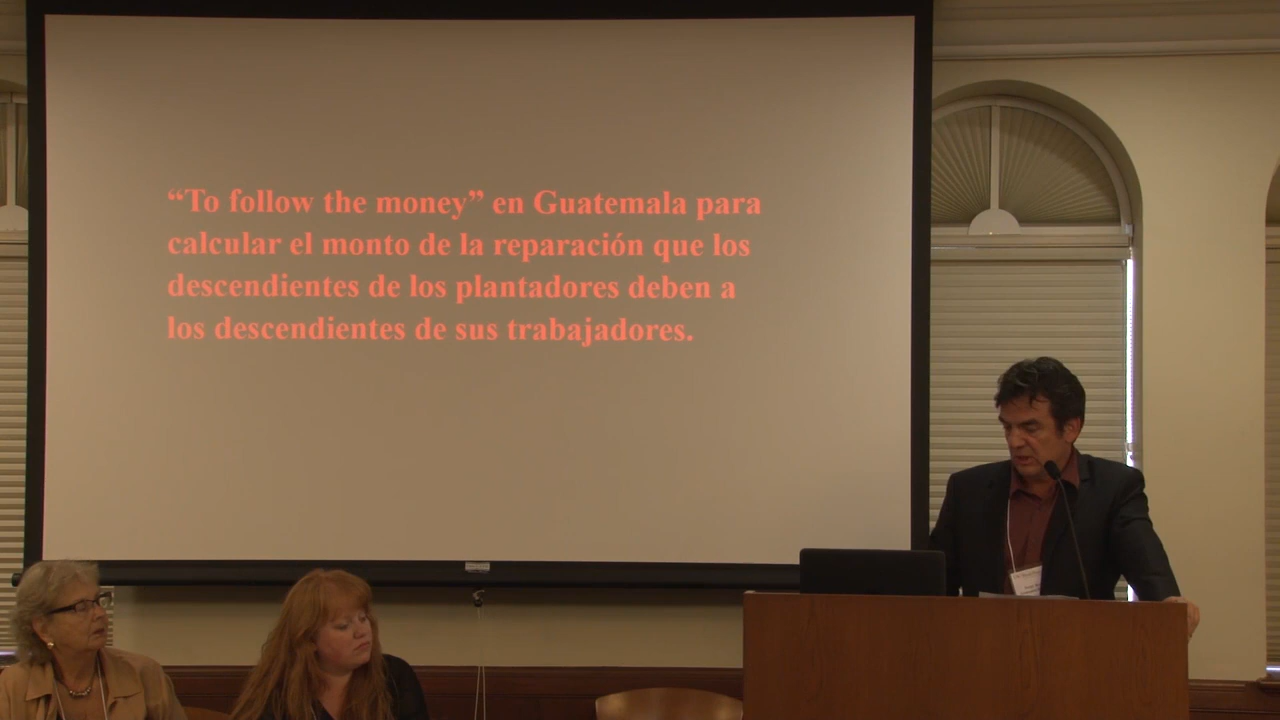 “To follow the money” en Guatemala para
calcular el monto de la reparación que los
descendientes de los plantadores deben a
los descendientes de sus trabajadores.